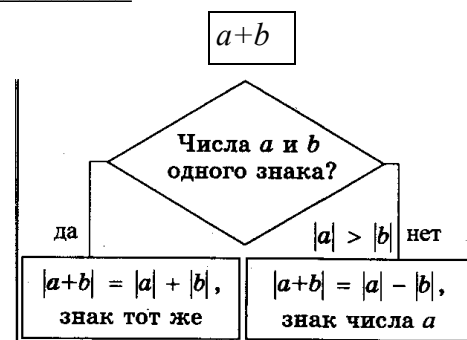 a+b
Числа a и b
одного знака?
да
|a| > |b| нет
|a+b| = |a| + |b|,
знак тот же
|a+b| = |a| − |b|,
знак числа a